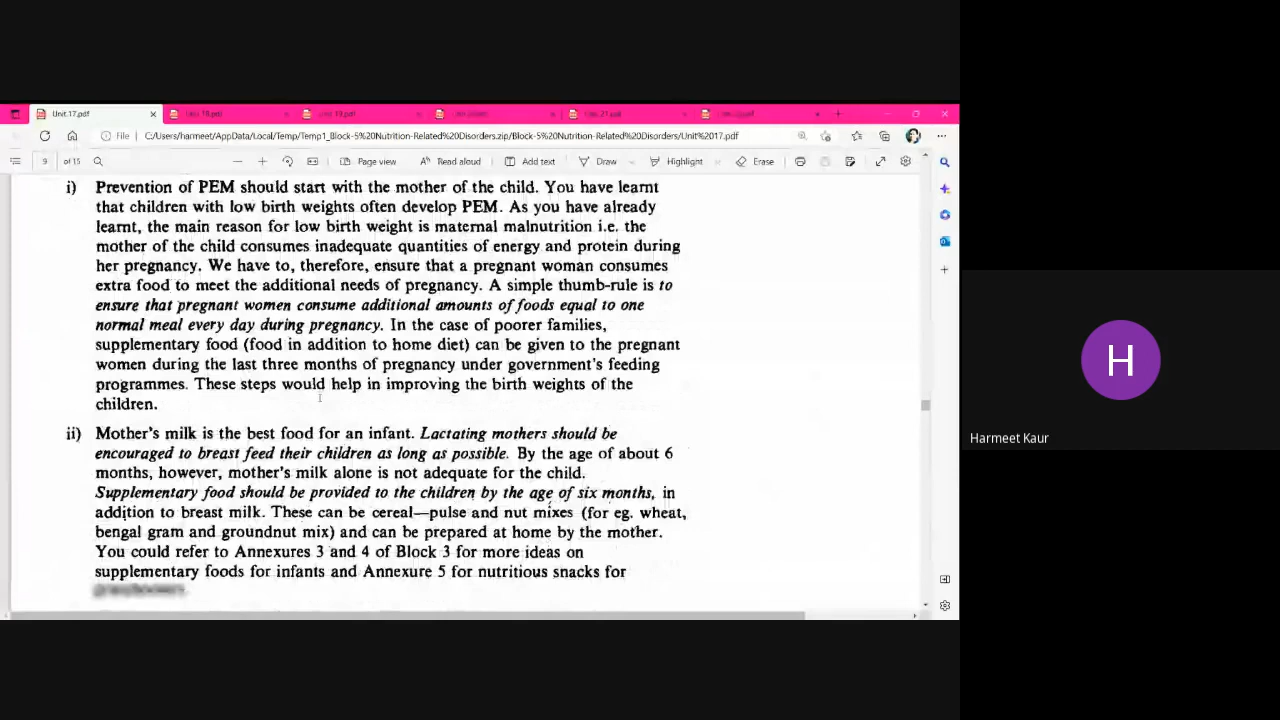 Unit 17.pdf
File
C:/Users/harmeet/AppData/Local/Temp/Temp1_Block-5%20Nutrition-Related%20Disorders.zip/Block-5%20Nutrition-Related%20Disorders/Unit%2017.pdf
9 of 15
Page view
Read aloud
Add text
Draw
Highlight
Erase
i) Prevention of PEM should start with the mother of the child. You have learnt
that children with low birth weights often develop PEM. As you have already
learnt, the main reason for low birth weight is maternal malnutrition i.e. the
mother of the child consumes inadequate quantities of energy and protein during
her pregnancy. We have to, therefore, ensure that a pregnant woman consumes
extra food to meet the additional needs of pregnancy. A simple thumb-rule is to
ensure that pregnant women consume additional amounts of foods equal to one
normal meal every day during pregnancy. In the case of poorer families,
supplementary food (food in addition to home diet) can be given to the pregnant
women during the last three months of pregnancy under government's feeding
programmes. These steps would help in improving the birth weights of the
children.
ii) Mother's milk is the best food for an infant. Lactating mothers should be
encouraged to breast feed their children as long as possible. By the age of about 6
months, however, mother's milk alone is not adequate for the child.
Supplementary food should be provided to the children by the age of six months, in
addition to breast milk. These can be cereal—pulse and nut mixes (for eg. wheat,
bengal gram and groundnut mix) and can be prepared at home by the mother.
You could refer to Annexures 3 and 4 of Block 3 for more ideas on
supplementary foods for infants and Annexure 5 for nutritious snacks for
H
Harmeet Kaur